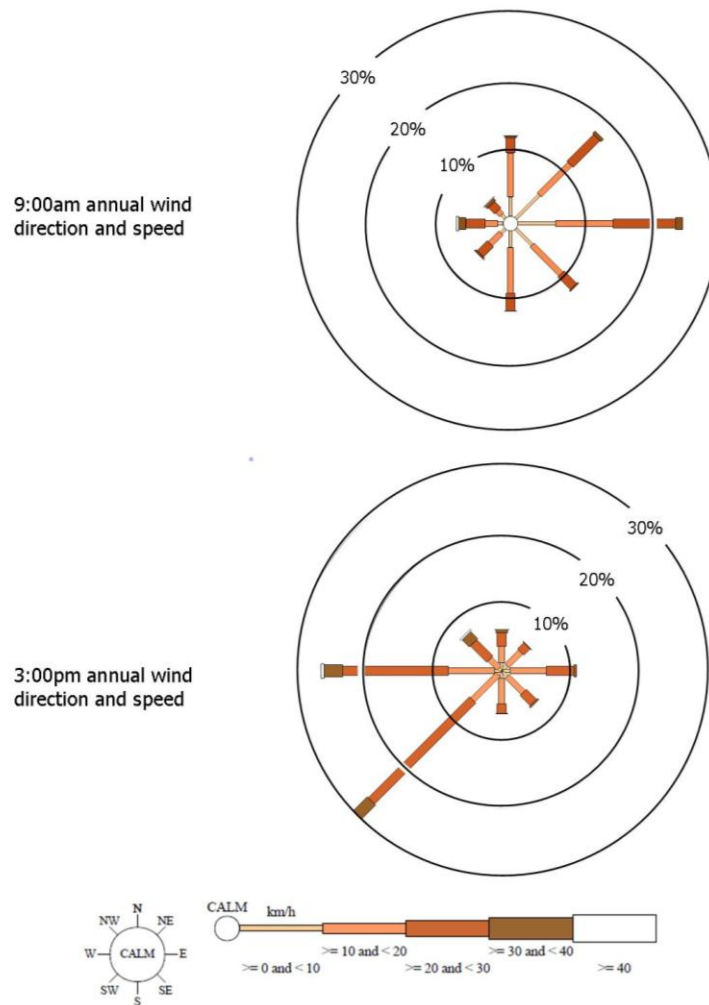 30%
20%
10%
9:00am annual wind
direction and speed
30%
20%
10%
3:00pm annual wind
direction and speed
N
NW NE
W CALM E
SW SE
S
CALM
km/h
>= 10 and < 20 >= 30 and < 40
>= 0 and < 10 >= 20 and < 30 >= 40